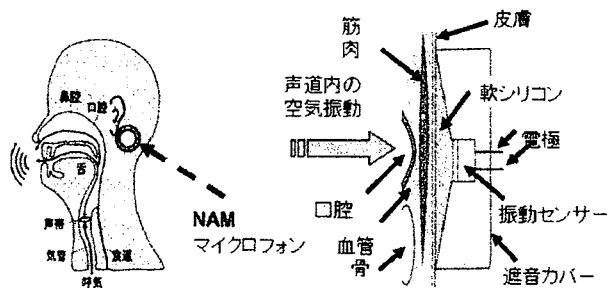 鼻腔
口腔
舌
声帯
気管
食道
呼気
NAM
マイクロフォン
筋
肉
皮膚
声道内の
空気振動
軟シリコン
電極
口腔
振動センサー
血管
骨
遮音カバー